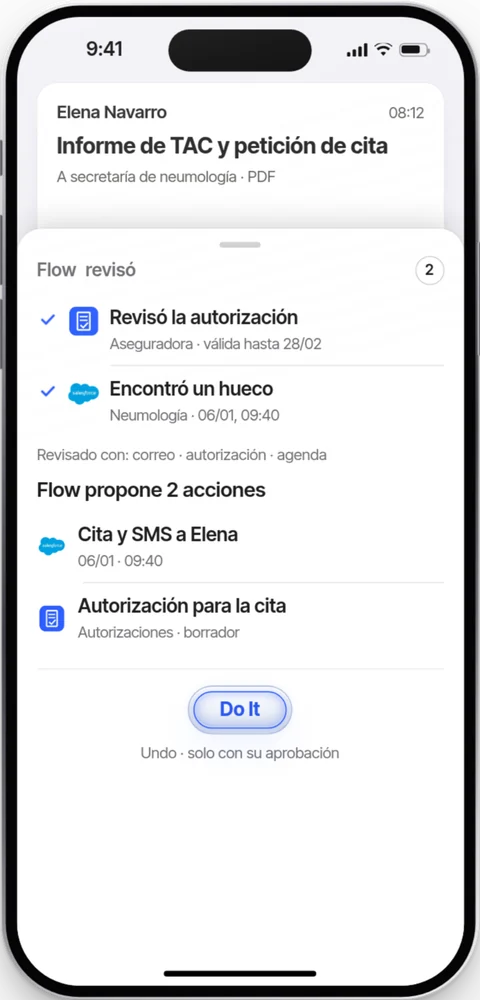 9:41
Elena Navarro 08:12
Informe de TAC y petición de cita
A secretaría de neumología · PDF
Flow revisó 2
Revisó la autorización
Aseguradora · válida hasta 28/02
salesforce
Encontró un hueco
Neumología · 06/01, 09:40
Revisado con: correo · autorización · agenda
Flow propone 2 acciones
salesforce
Cita y SMS a Elena
06/01 · 09:40
Autorización para la cita
Autorizaciones · borrador
Do It
Undo · solo con su aprobación